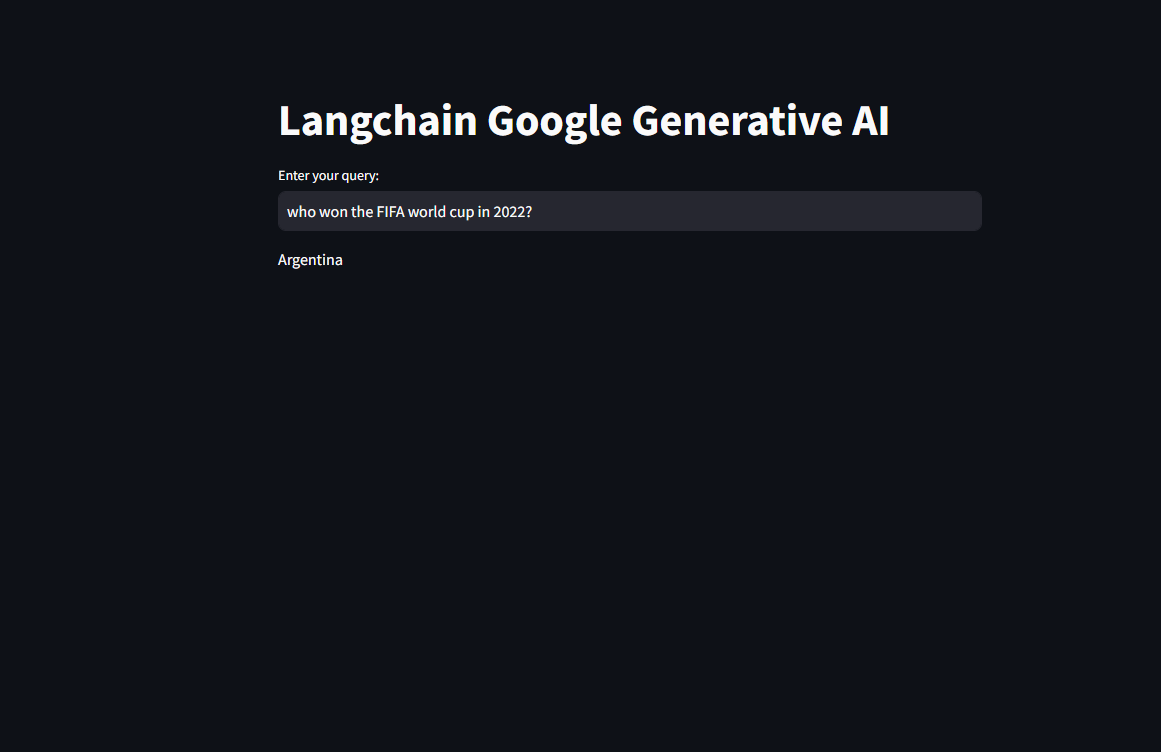 Langchain Google Generative AI
Enter your query:
who won the FIFA world cup in 2022?
Argentina